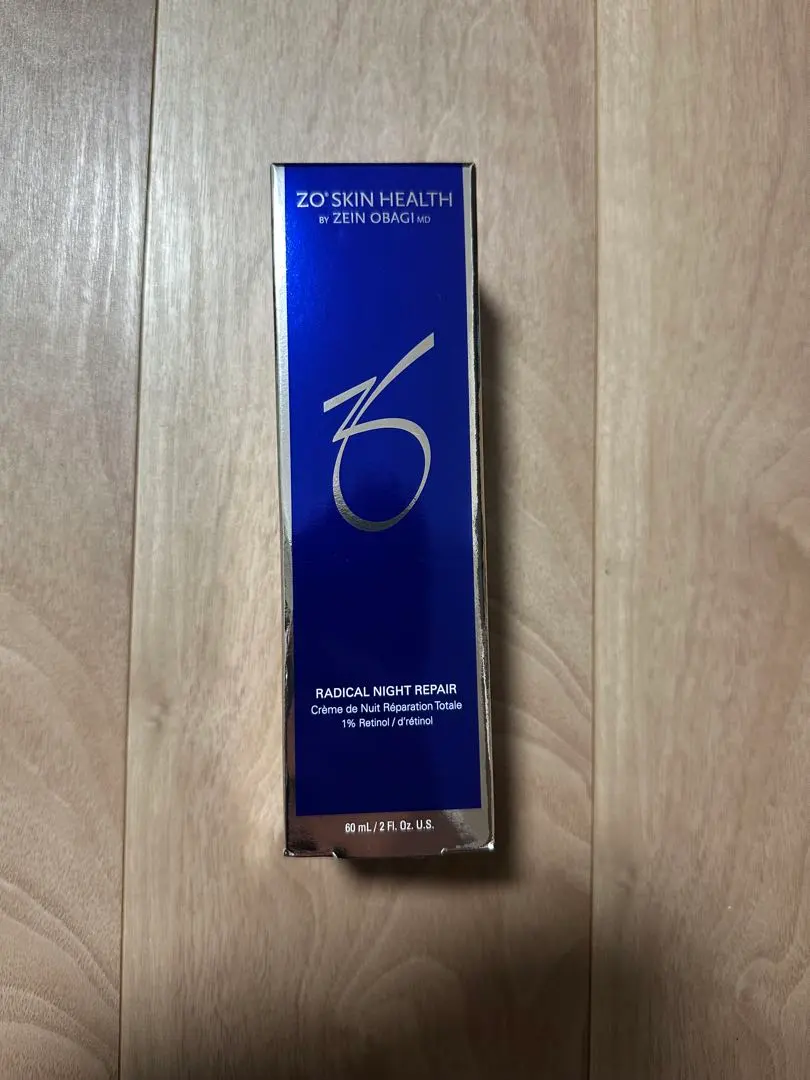 ZO® SKIN HEALTH
BY ZEIN OBAGI MD
RADICAL NIGHT REPAIR
Crème de Nuit Réparation Totale
1% Retinol / d'rétinol
60 mL / 2 Fl. Oz. U.S.